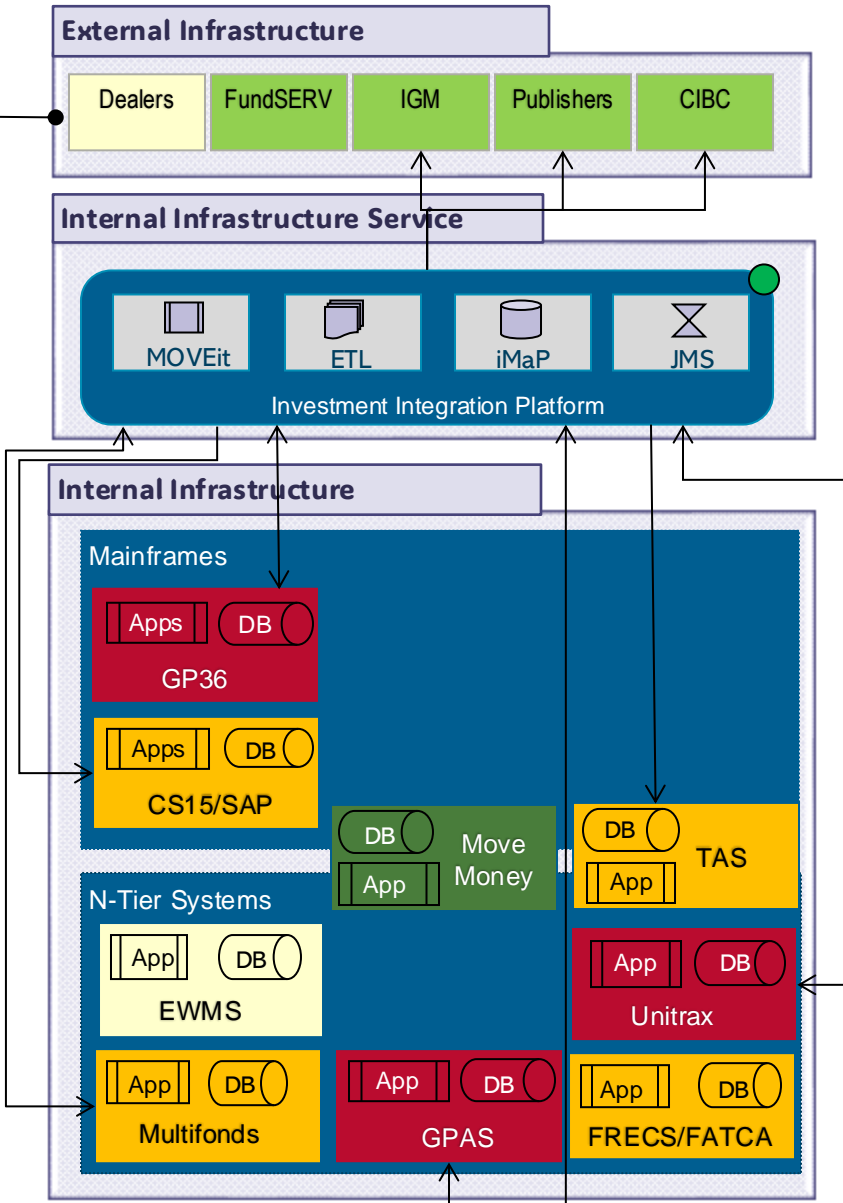 External Infrastructure
Dealers
FundSERV
IGM
Publishers
CIBC
Internal Infrastructure Service
MOVEit
ETL
iMaP
JMS
Investment Integration Platform
Internal Infrastructure
Mainframes
Apps
DB
GP36
Apps
DB
CS15/SAP
DB
App
Move
Money
DB
App
TAS
N-Tier Systems
App
DB
EWMS
App
DB
Unitrax
App
DB
Multifonds
App
DB
GPAS
App
DB
FRECS/FATCA